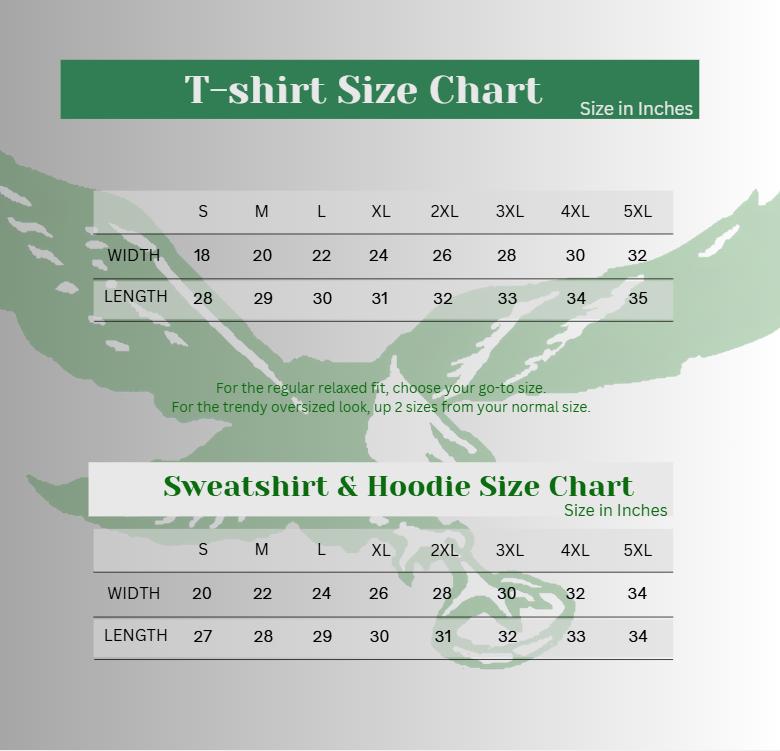 T-shirt Size Chart
Size in Inches
S M L XL 2XL 3XL 4XL 5XL
WIDTH 18 20 22 24 26 28 30 32
LENGTH 28 29 30 31 32 33 34 35
For the regular relaxed fit, choose your go-to size.
For the trendy oversized look, up 2 sizes from your normal size.
Sweatshirt & Hoodie Size Chart
Size in Inches
S M L XL 2XL 3XL 4XL 5XL
WIDTH 20 22 24 26 28 30 32 34
LENGTH 27 28 29 30 31 32 33 34